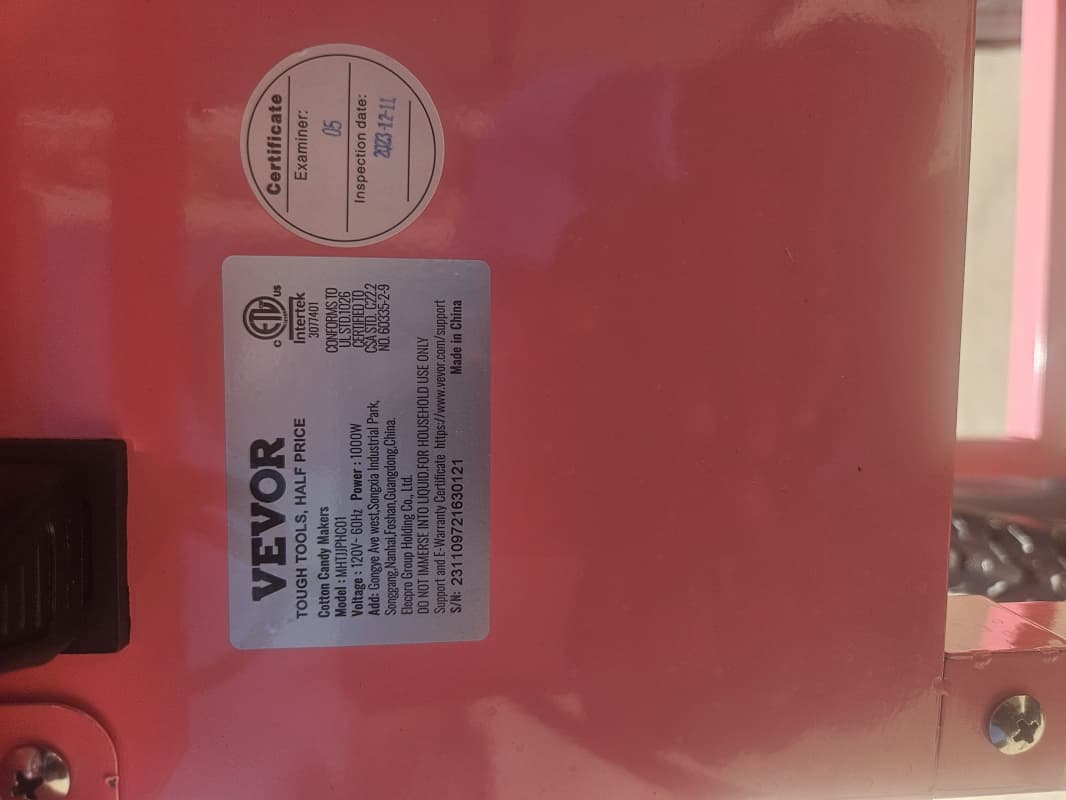 Certificate
Examiner:
05
Inspection date:
2023-12-11
VEVOR
TOUGH TOOLS, HALF PRICE
Cotton Candy Makers
Model : MHTJJPHC01
Voltage : 120V~ 60Hz Power : 1000W
Add: Gongye Ave west,Songxia Industrial Park,
Songgang,Nanhai,Foshan,Guangdong,China.
Elecpro Group Holding Co., Ltd.
DO NOT IMMERSE INTO LIQUID.FOR HOUSEHOLD USE ONLY
Support and E-Warranty Certificate https://www.vevor.com/support
S/N: 231109721630121 Made in China
C ETL US
Intertek
3077401
CONFORMS TO
UL STD.1026
CERTIFIED TO
CSA STD. C22.2
NO. 60335-2-9